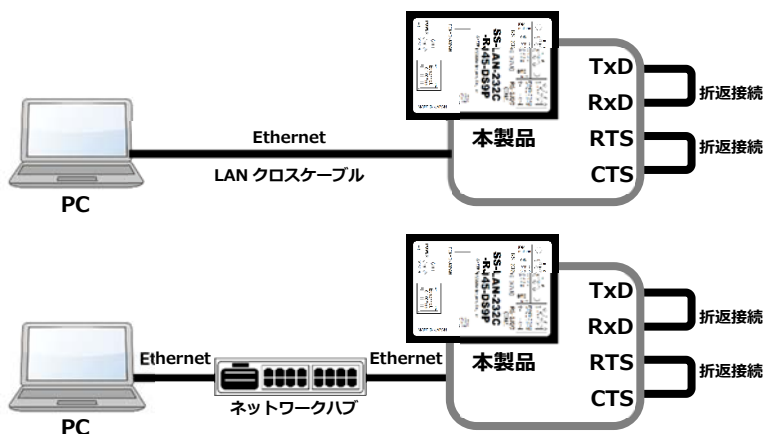 SS-LAN-232C
-RJ45-DS9P
TxD
RxD
折返接続
Ethernet
本製品
RTS
折返接続
LAN クロスケーブル
CTS
PC
SS-LAN-232C
-RJ45-DS9P
TxD
RxD
折返接続
Ethernet
Ethernet
本製品
RTS
折返接続
CTS
ネットワークハブ
PC